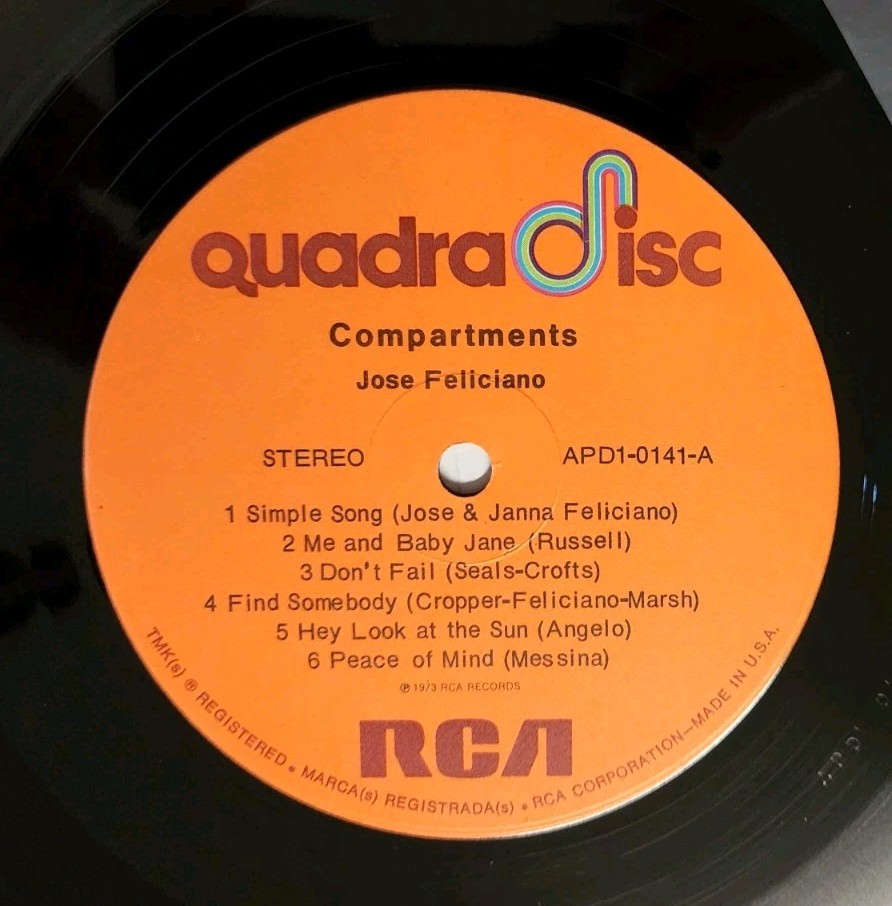 quadradisc
Compartments
Jose Feliciano
STEREO
APD1-0141-A
1 Simple Song (Jose & Janna Feliciano)
2 Me and Baby Jane (Russell)
3 Don't Fail (Seals-Crofts)
4 Find Somebody (Cropper-Feliciano-Marsh)
5 Hey Look at the Sun (Angelo)
6 Peace of Mind (Messina)
℗ 1973 RCA RECORDS
RCA
TMK(s) ® REGISTERED • MARCA(s) REGISTRADA(s) • RCA CORPORATION—MADE IN U.S.A.